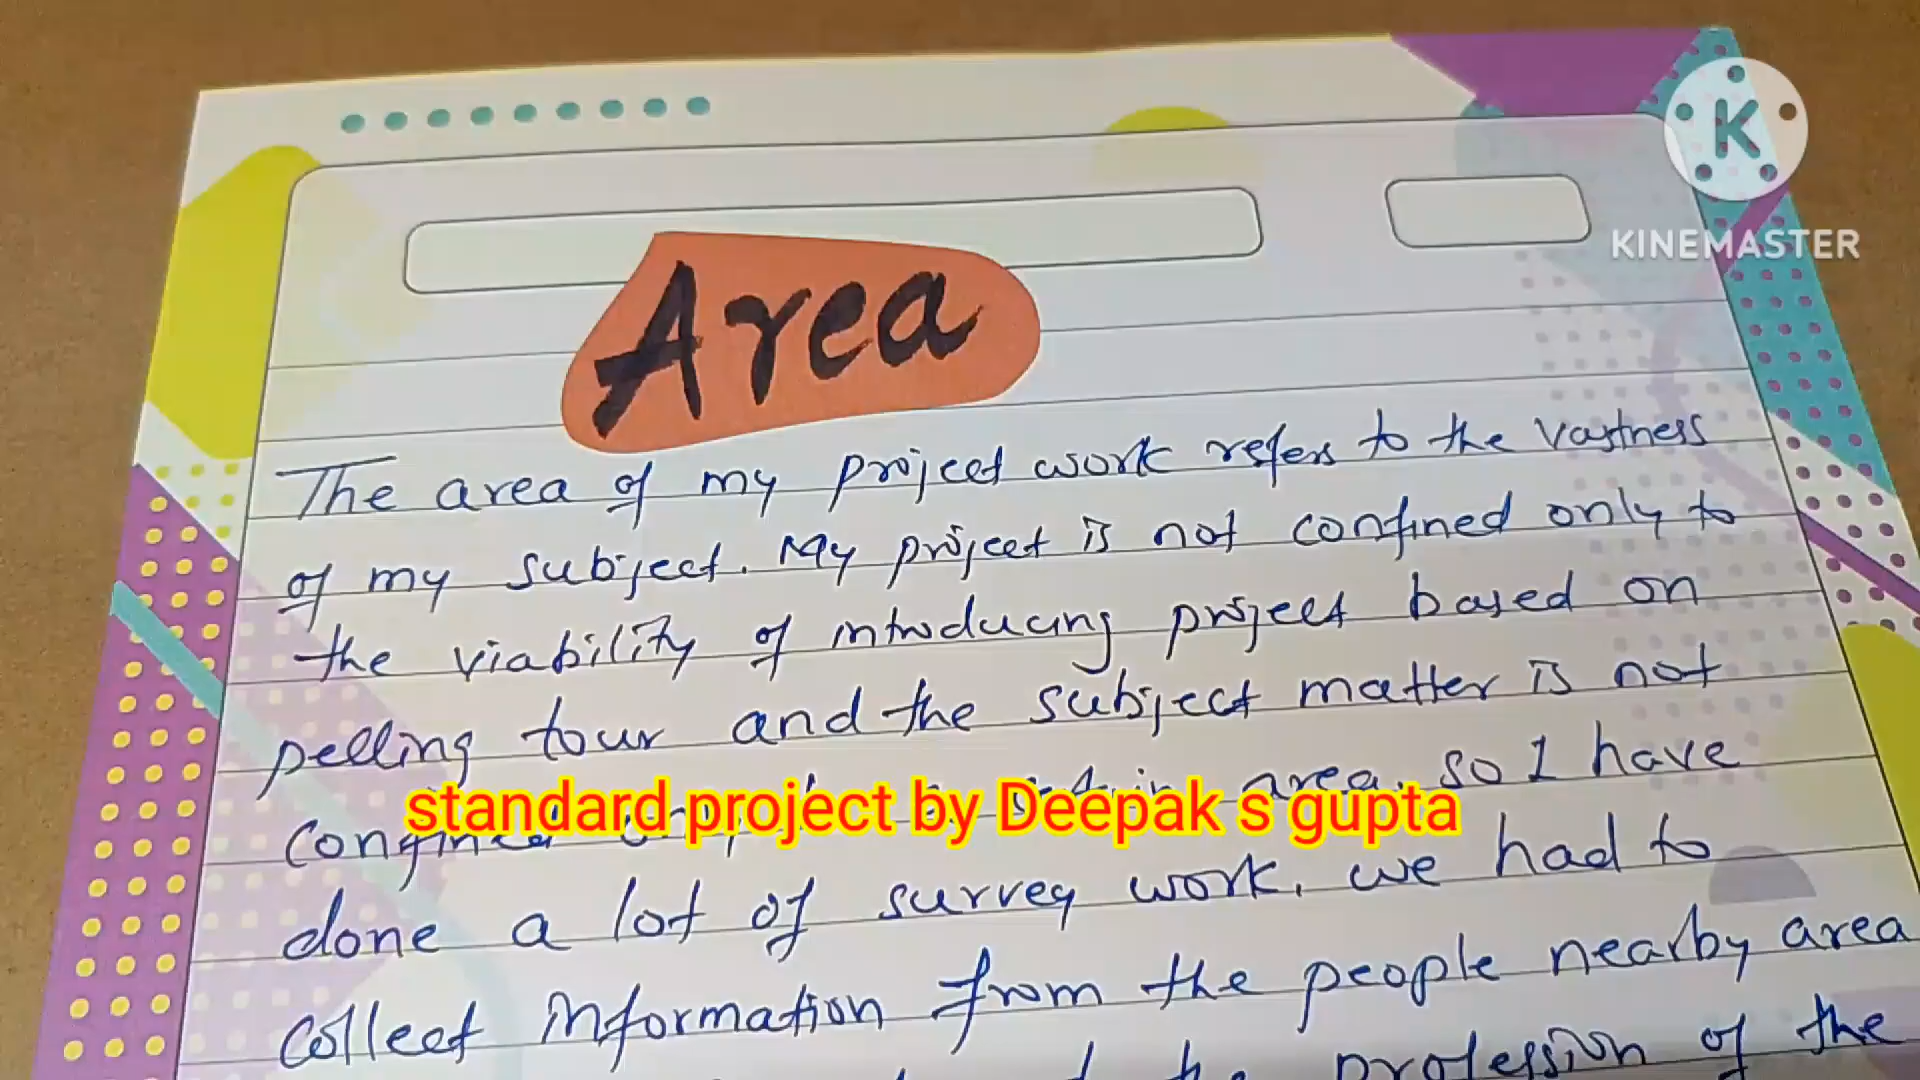 K
KINEMASTER
Area
The area of my project work refers to the vastness
of my subject. My project is not confined only to
the viability of introducing project based on
pelling tour and the subject matter is not
confined area. so I have
standard project by Deepak s gupta
done a lot of survey work. we had to
collect information from the people nearby area
profession of the